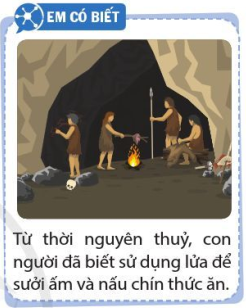 EM CÓ BIẾT
Từ thời nguyên thuỷ, con
người đã biết sử dụng lửa để
sưởi ấm và nấu chín thức ăn.